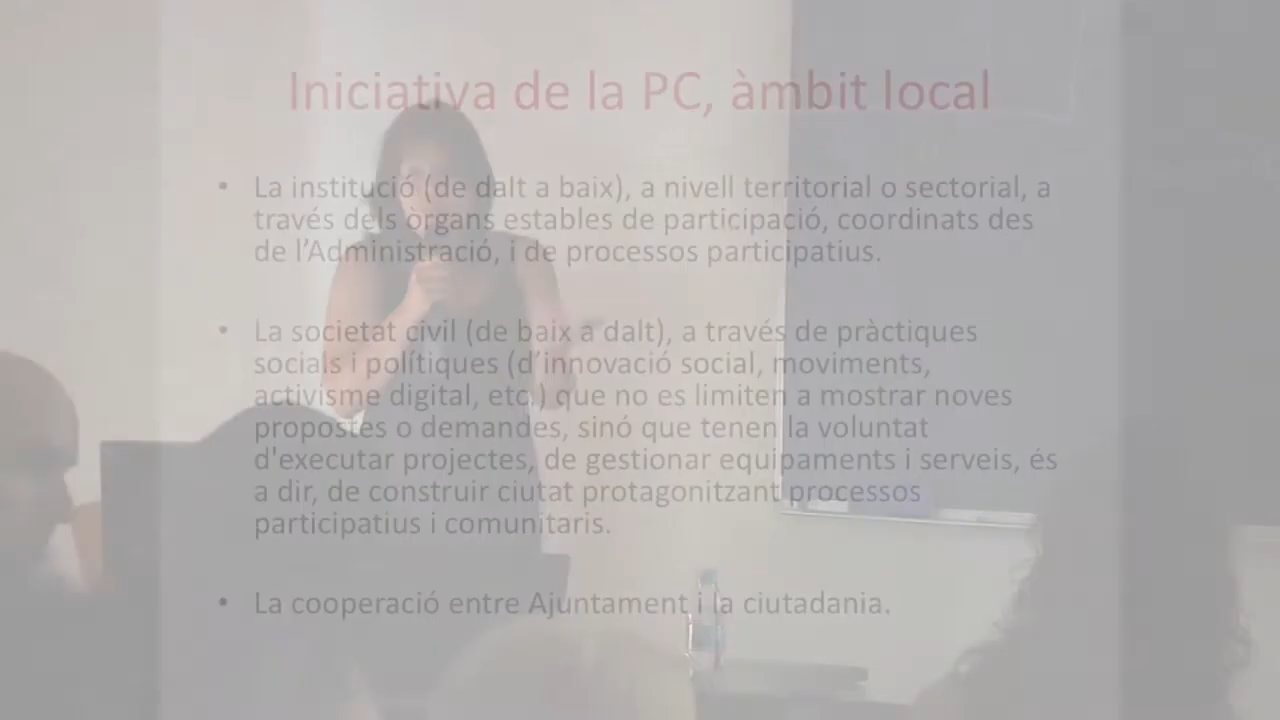 Iniciativa de la PC, àmbit local
• La institució (de dalt a baix), a nivell territorial o sectorial, a
través dels òrgans estables de participació, coordinats des
de l’Administració, i de processos participatius.
• La societat civil (de baix a dalt), a través de pràctiques
socials i polítiques (d’innovació social, moviments,
activisme digital, etc.) que no es limiten a mostrar noves
propostes o demandes, sinó que tenen la voluntat
d'executar projectes, de gestionar equipaments i serveis, és
a dir, de construir ciutat protagonitzant processos
participatius i comunitaris.
• La cooperació entre Ajuntament i la ciutadania.